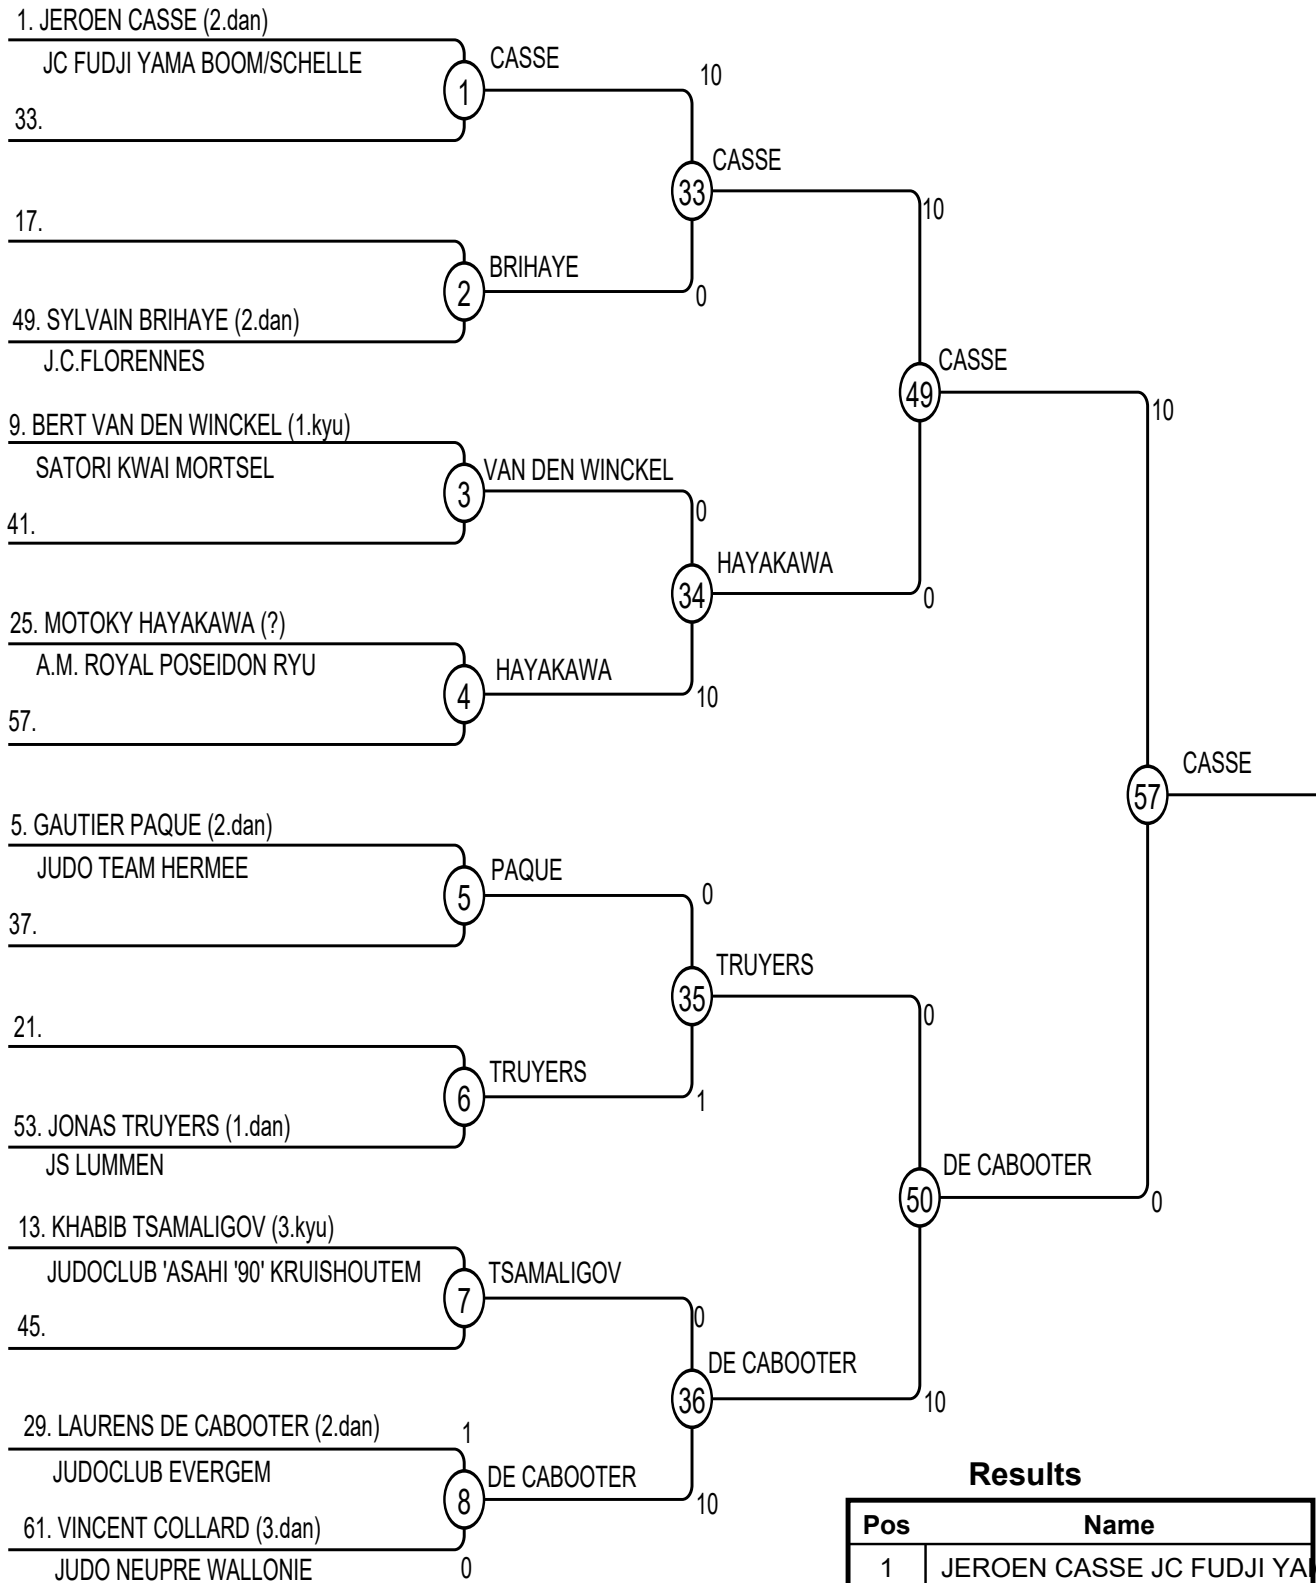 1. JEROEN CASSE (2.dan)
JC FUDJI YAMA BOOM/SCHELLE
33.
1
CASSE
10
17.
49. SYLVAIN BRIHAYE (2.dan)
J.C.FLORENNES
2
BRIHAYE
0
33
CASSE
10
9. BERT VAN DEN WINCKEL (1.kyu)
SATORI KWAI MORTSEL
41.
3
VAN DEN WINCKEL
0
25. MOTOKY HAYAKAWA (?)
A.M. ROYAL POSEIDON RYU
57.
4
HAYAKAWA
10
34
HAYAKAWA
0
49
CASSE
10
5. GAUTIER PAQUE (2.dan)
JUDO TEAM HERMEE
37.
5
PAQUE
0
21.
53. JONAS TRUYERS (1.dan)
JS LUMMEN
6
TRUYERS
1
35
TRUYERS
0
13. KHABIB TSAMALIGOV (3.kyu)
JUDOCLUB 'ASAHI '90' KRUISHOUTEM
45.
7
TSAMALIGOV
0
29. LAURENS DE CABOOTER (2.dan)
1
JUDOCLUB EVERGEM
61. VINCENT COLLARD (3.dan)
JUDO NEUPRE WALLONIE
0
8
DE CABOOTER
10
36
DE CABOOTER
10
50
DE CABOOTER
0
57
CASSE
Results
Pos Name
1 JEROEN CASSE JC FUDJI